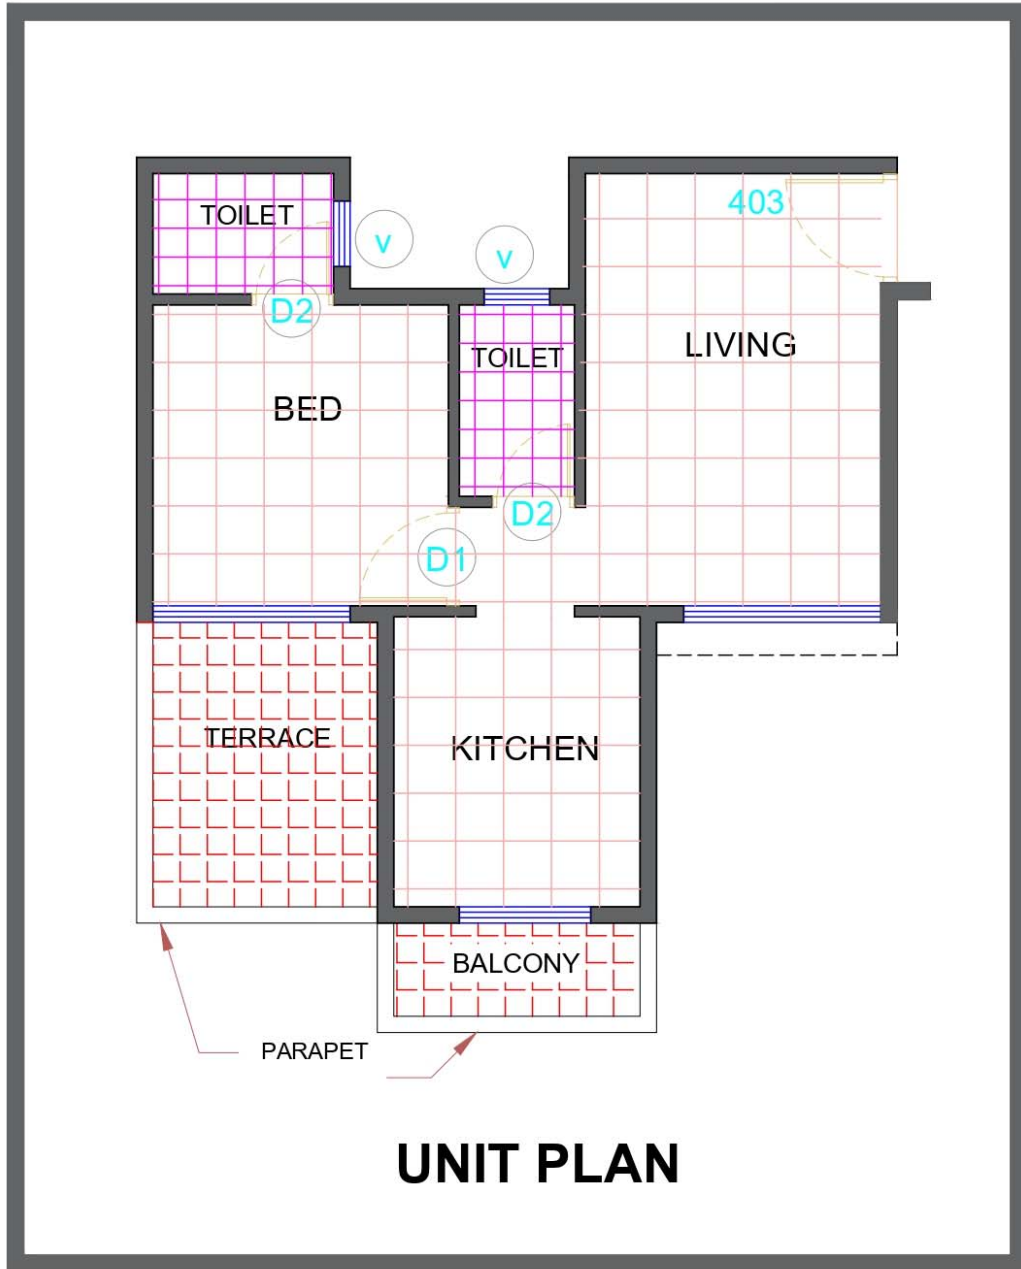 403
TOILET
v
v
D2
LIVING
TOILET
BED
D2
D1
TERRACE
KITCHEN
BALCONY
PARAPET
UNIT PLAN